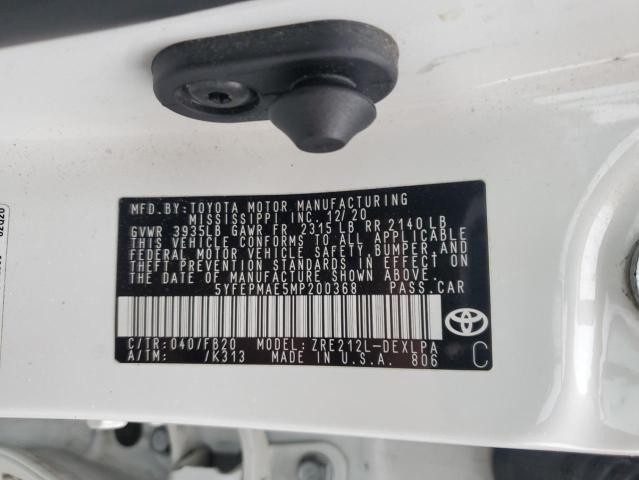 MFD.BY:TOYOTA MOTOR MANUFACTURING
MISSISSIPPI INC. 12/20
GVWR 3935LB GAWR FR 2315 LB RR 2140 LB
THIS VEHICLE CONFORMS TO ALL APPLICABLE
FEDERAL MOTOR VEHICLE SAFETY, BUMPER, AND
THEFT PREVENTION STANDARDS IN EFFECT ON
THE DATE OF MANUFACTURE SHOWN ABOVE.
5YFEPMAE5MP200368 PASS.CAR
C/TR:040/FB20 MODEL:ZRE212L-DEXLPA
A/TM: /K313 MADE IN U.S.A. 806
C